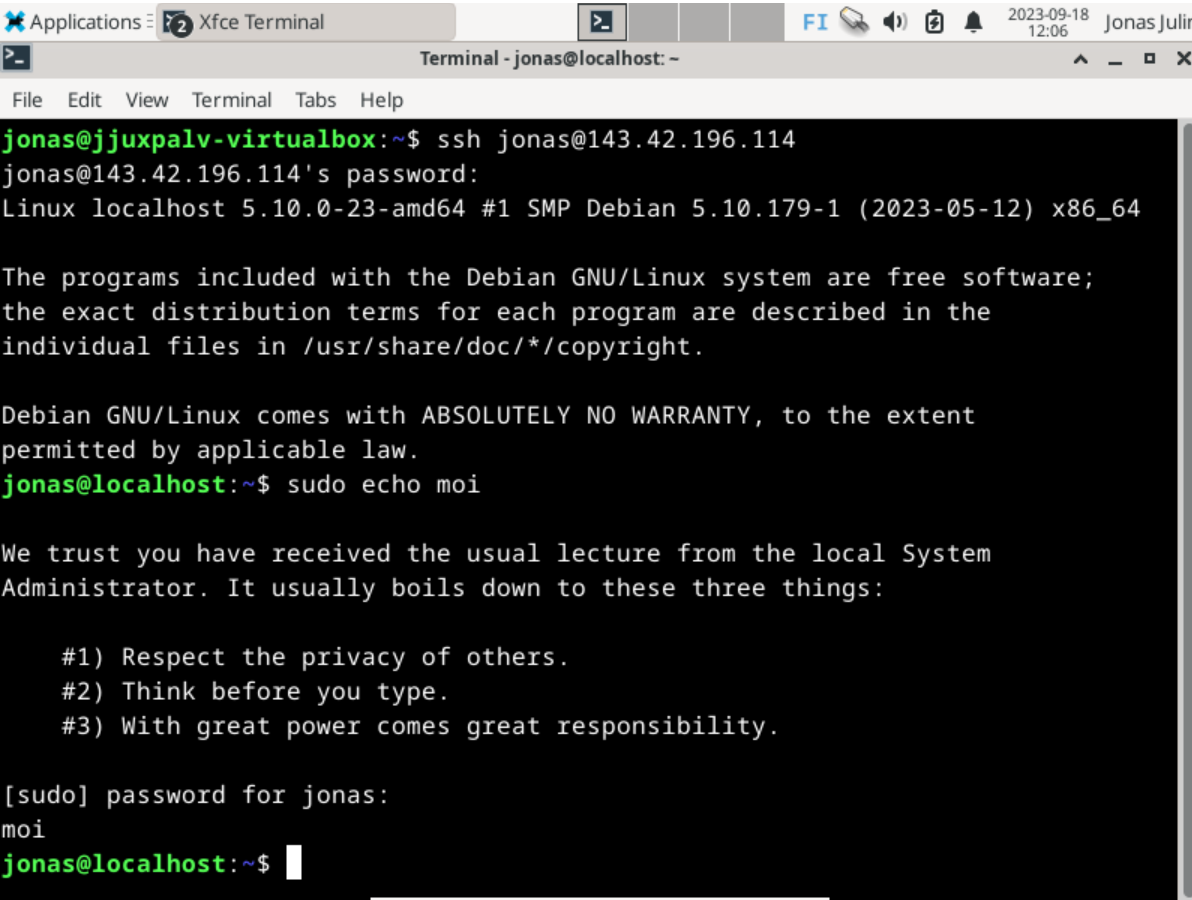 Applications
2 Xfce Terminal
FI
2023-09-18
12:06
Jonas Julin
Terminal - jonas@localhost: ~
File Edit View Terminal Tabs Help
jonas@jjuxpalv-virtualbox:~$ ssh jonas@143.42.196.114
jonas@143.42.196.114's password:
Linux localhost 5.10.0-23-amd64 #1 SMP Debian 5.10.179-1 (2023-05-12) x86_64
The programs included with the Debian GNU/Linux system are free software;
the exact distribution terms for each program are described in the
individual files in /usr/share/doc/*/copyright.
Debian GNU/Linux comes with ABSOLUTELY NO WARRANTY, to the extent
permitted by applicable law.
jonas@localhost:~$ sudo echo moi
We trust you have received the usual lecture from the local System
Administrator. It usually boils down to these three things:
#1) Respect the privacy of others.
#2) Think before you type.
#3) With great power comes great responsibility.
[sudo] password for jonas:
moi
jonas@localhost:~$